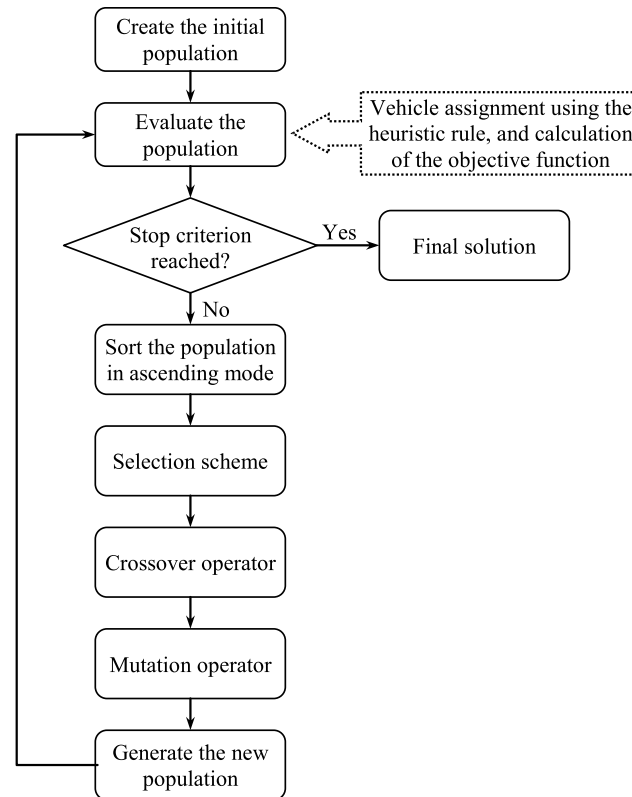 Create the initial
population
Evaluate the
population
Vehicle assignment using the
heuristic rule, and calculation
of the objective function
Stop criterion
reached?
Yes
Final solution
No
Sort the population
in ascending mode
Selection scheme
Crossover operator
Mutation operator
Generate the new
population